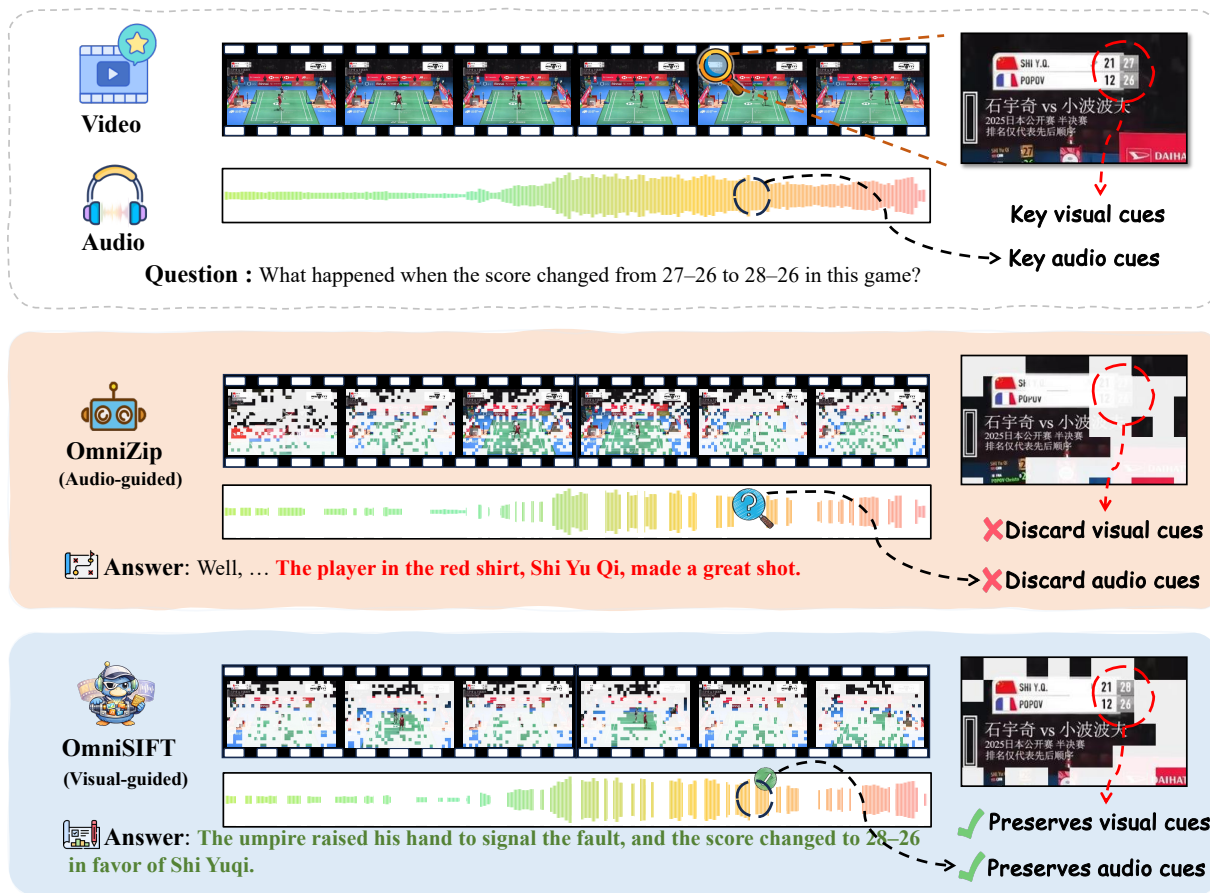 Video
SHI Y.Q. 21 27
POPOV 12 26
石宇奇 vs 小波波夫
2025日本公开赛 半决赛
排名仅代表先后顺序
SHI Yu Qi 27
26
DAIHA
Key visual cues
Audio
Key audio cues
Question : What happened when the score changed from 27–26 to 28–26 in this game?
OmniZip
(Audio-guided)
SH
POPOV 12
石宇奇 vs 小波
2025日本公开赛 半决赛
排名仅代表先后顺序
Discard visual cues
Answer: Well, … The player in the red shirt, Shi Yu Qi, made a great shot.
Discard audio cues
OmniSIFT
(Visual-guided)
SHI Y.Q. 21 28
POPOV 12 26
石宇奇 vs 小波波夫
2025日本公开赛 半决赛
排名仅代表先后顺序
DAIHAT
Preserves visual cues
Answer: The umpire raised his hand to signal the fault, and the score changed to 28–26
in favor of Shi Yuqi.
Preserves audio cues